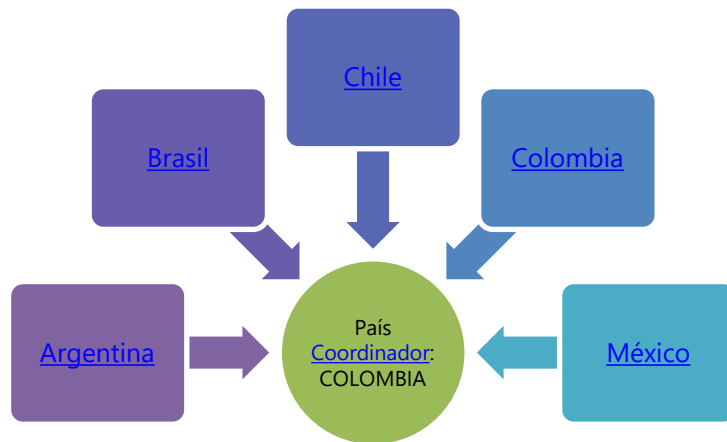 Chile
Brasil
Colombia
Argentina
País
Coordinador:
COLOMBIA
México